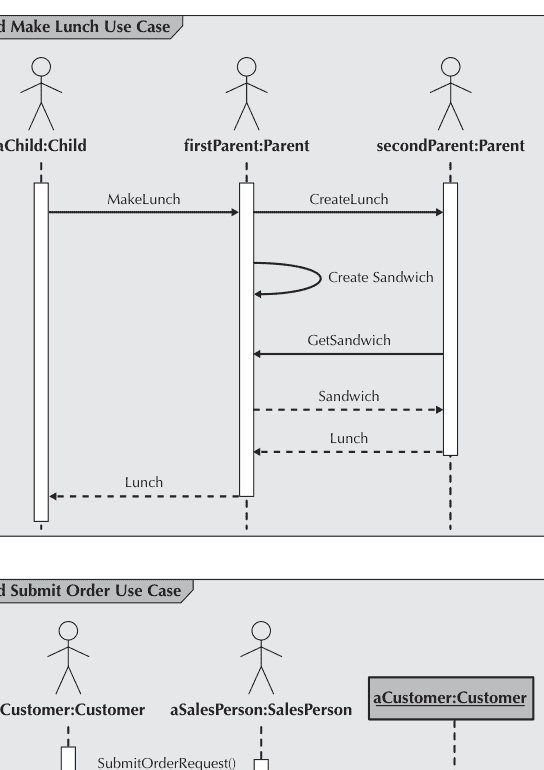 d Make Lunch Use Case
aChild:Child firstParent:Parent secondParent:Parent
MakeLunch CreateLunch
Create Sandwich
GetSandwich
Sandwich
Lunch
Lunch
d Submit Order Use Case
Customer:Customer aSalesPerson:SalesPerson aCustomer:Customer
SubmitOrderRequest()